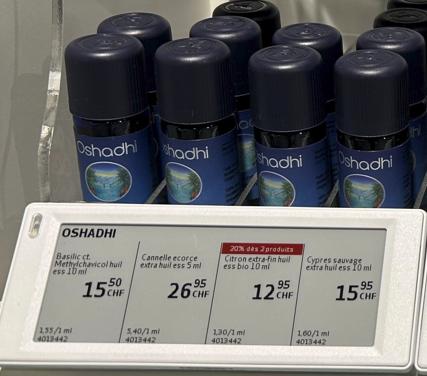 Oshadhi
Oshadhi
Oshadhi
Oshadhi
OSHADHI
Basilic ct.
Methylchavicol huil
ess 10 ml
15 50
CHF
1,55/1 ml
4013442
Cannelle ecorce
extra huil ess 5 ml
26 95
CHF
5,40/1 ml
4013442
20% dès 2 produits
Citron extra-fin huil
ess bio 10 ml
12 95
CHF
1,30/1 ml
4013442
Cypres sauvage
extra huil ess 10 ml
15 95
CHF
1,60/1 ml
4013442